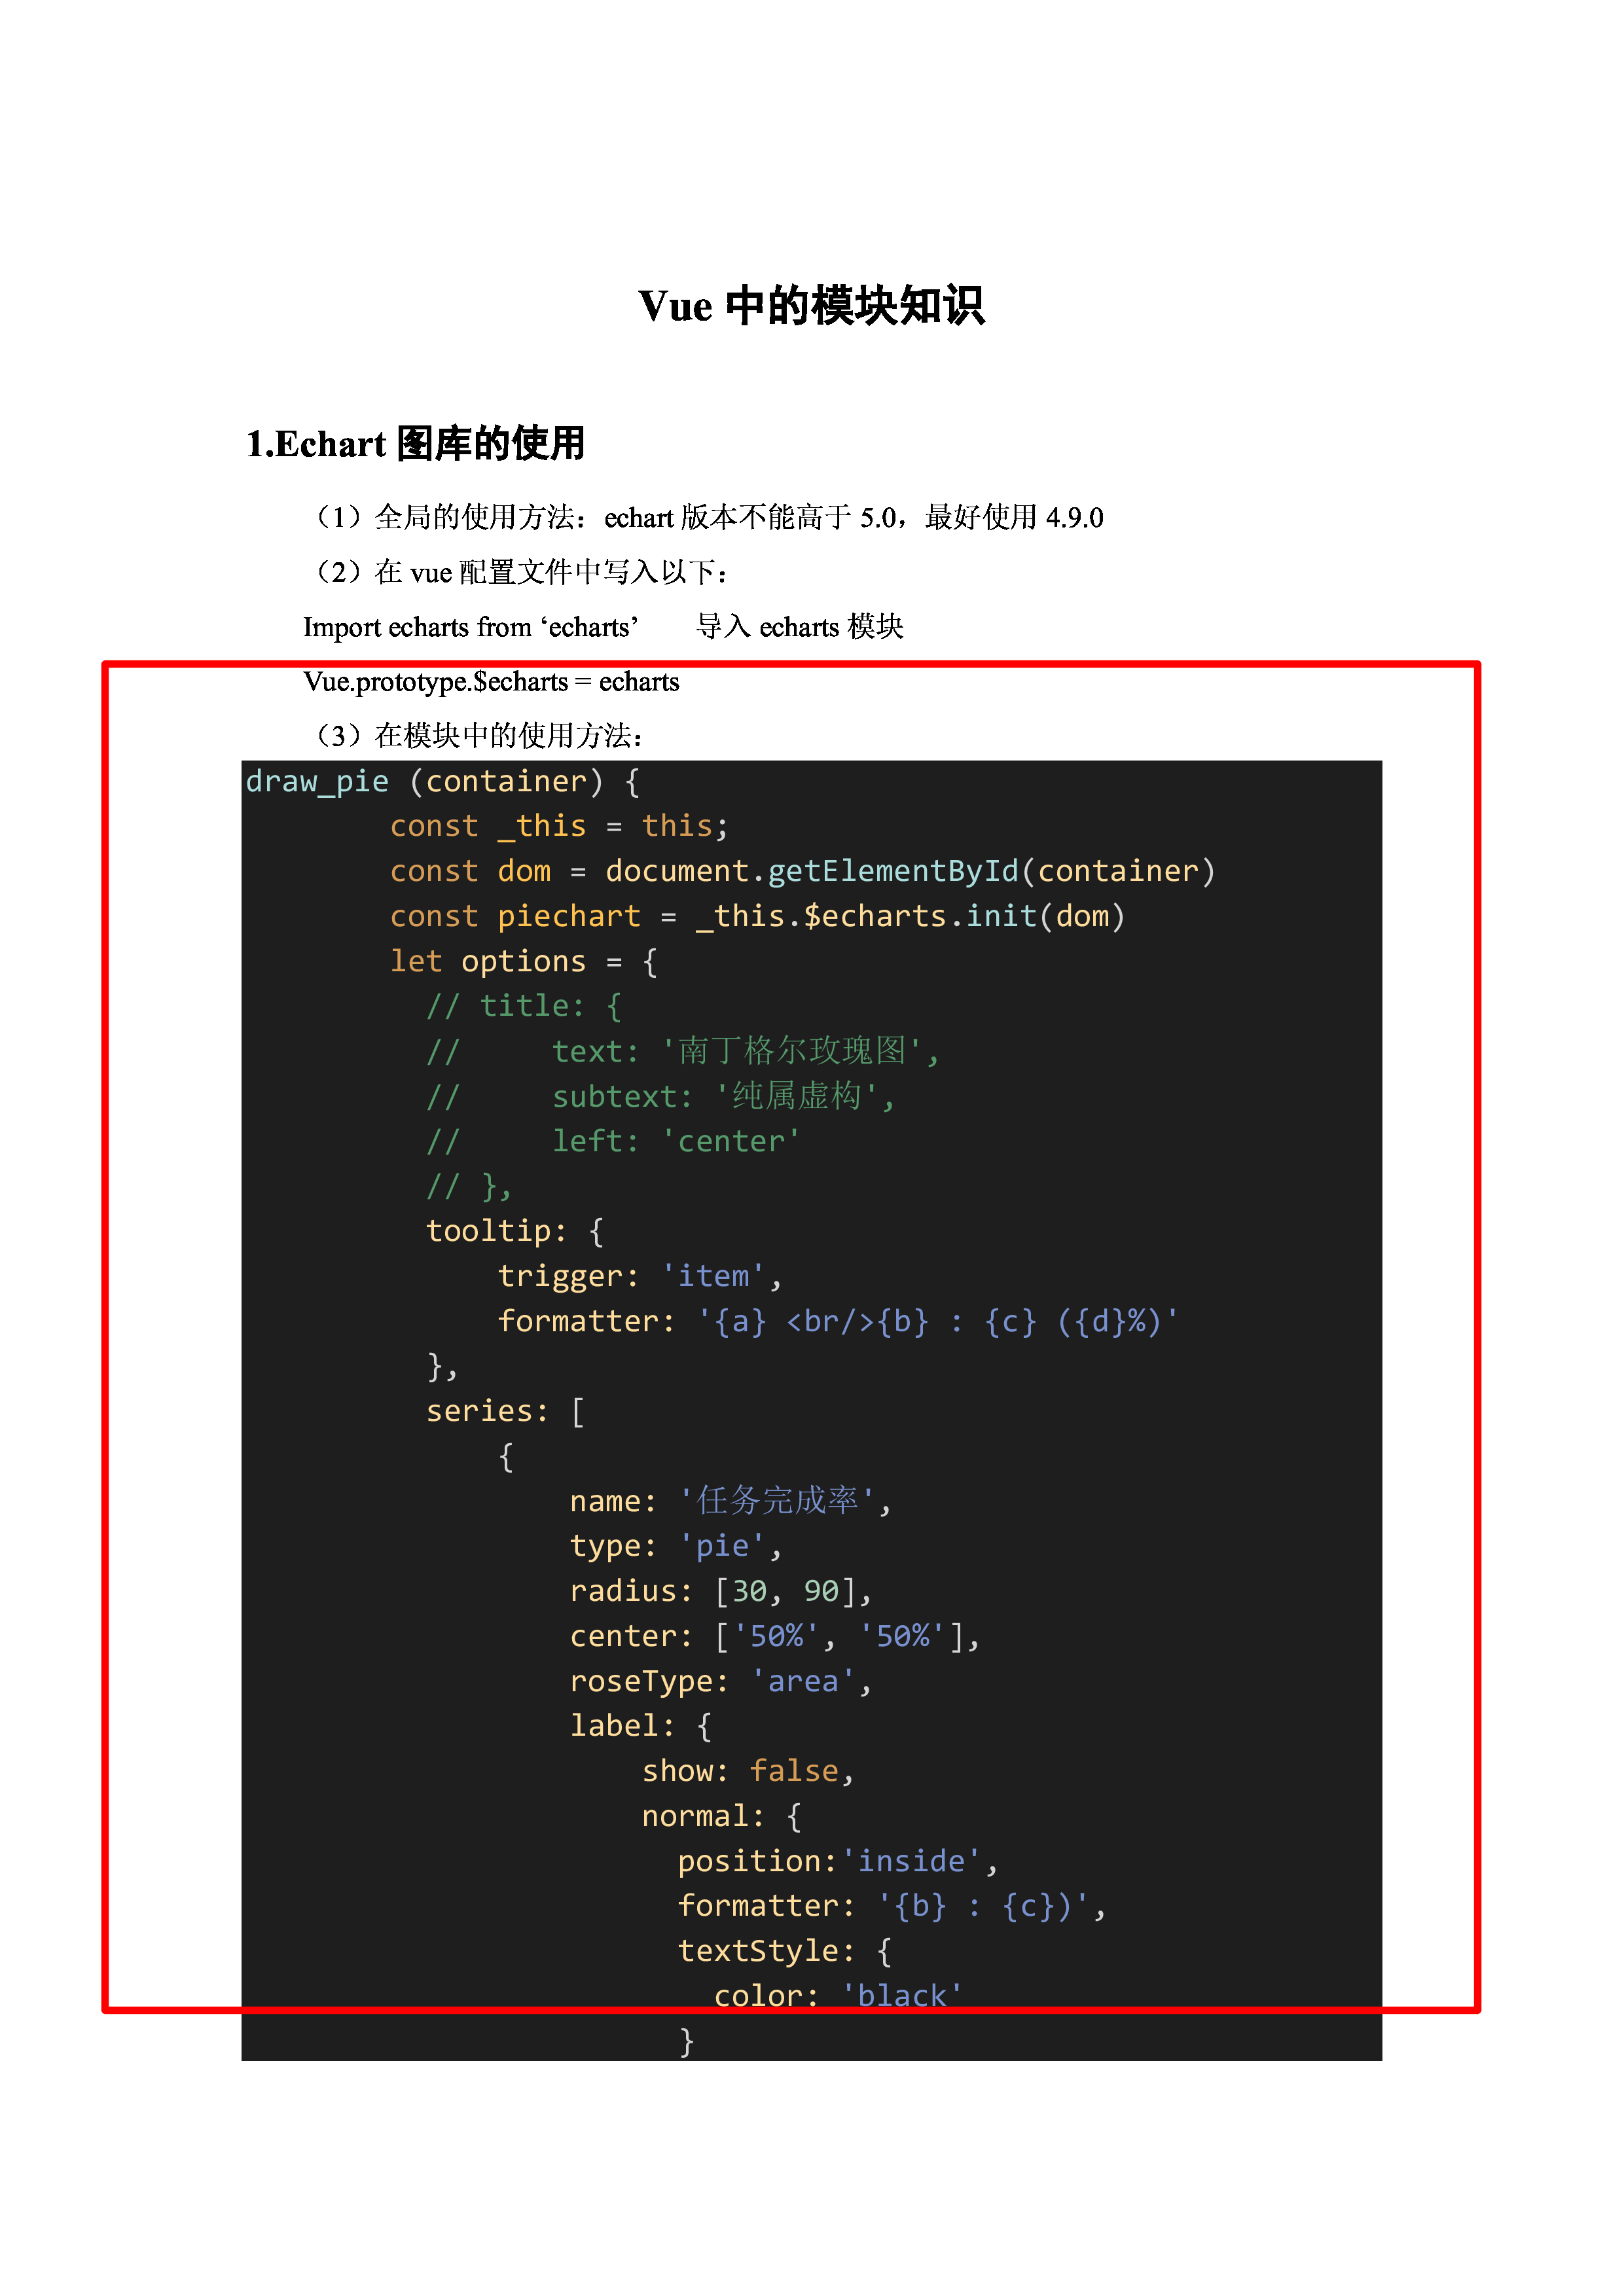 Vue 中的模块知识
1.Echart 图库的使用
（1）全局的使用方法：echart 版本不能高于 5.0，最好使用 4.9.0
（2）在 vue 配置文件中写入以下：
Import echarts from ‘echarts’ 导入 echarts 模块
Vue.prototype.$echarts = echarts
（3）在模块中的使用方法：
draw_pie (container) {
        const _this = this;
        const dom = document.getElementById(container)
        const piechart = _this.$echarts.init(dom)
        let options = {
          // title: {
          //     text: '南丁格尔玫瑰图',
          //     subtext: '纯属虚构',
          //     left: 'center'
          // },
          tooltip: {
              trigger: 'item',
              formatter: '{a} <br/>{b} : {c} ({d}%)'
          },
          series: [
              {
                  name: '任务完成率',
                  type: 'pie',
                  radius: [30, 90],
                  center: ['50%', '50%'],
                  roseType: 'area',
                  label: {
                      show: false,
                      normal: {
                        position:'inside',
                        formatter: '{b} : {c})',
                        textStyle: {
                          color: 'black'
                        }